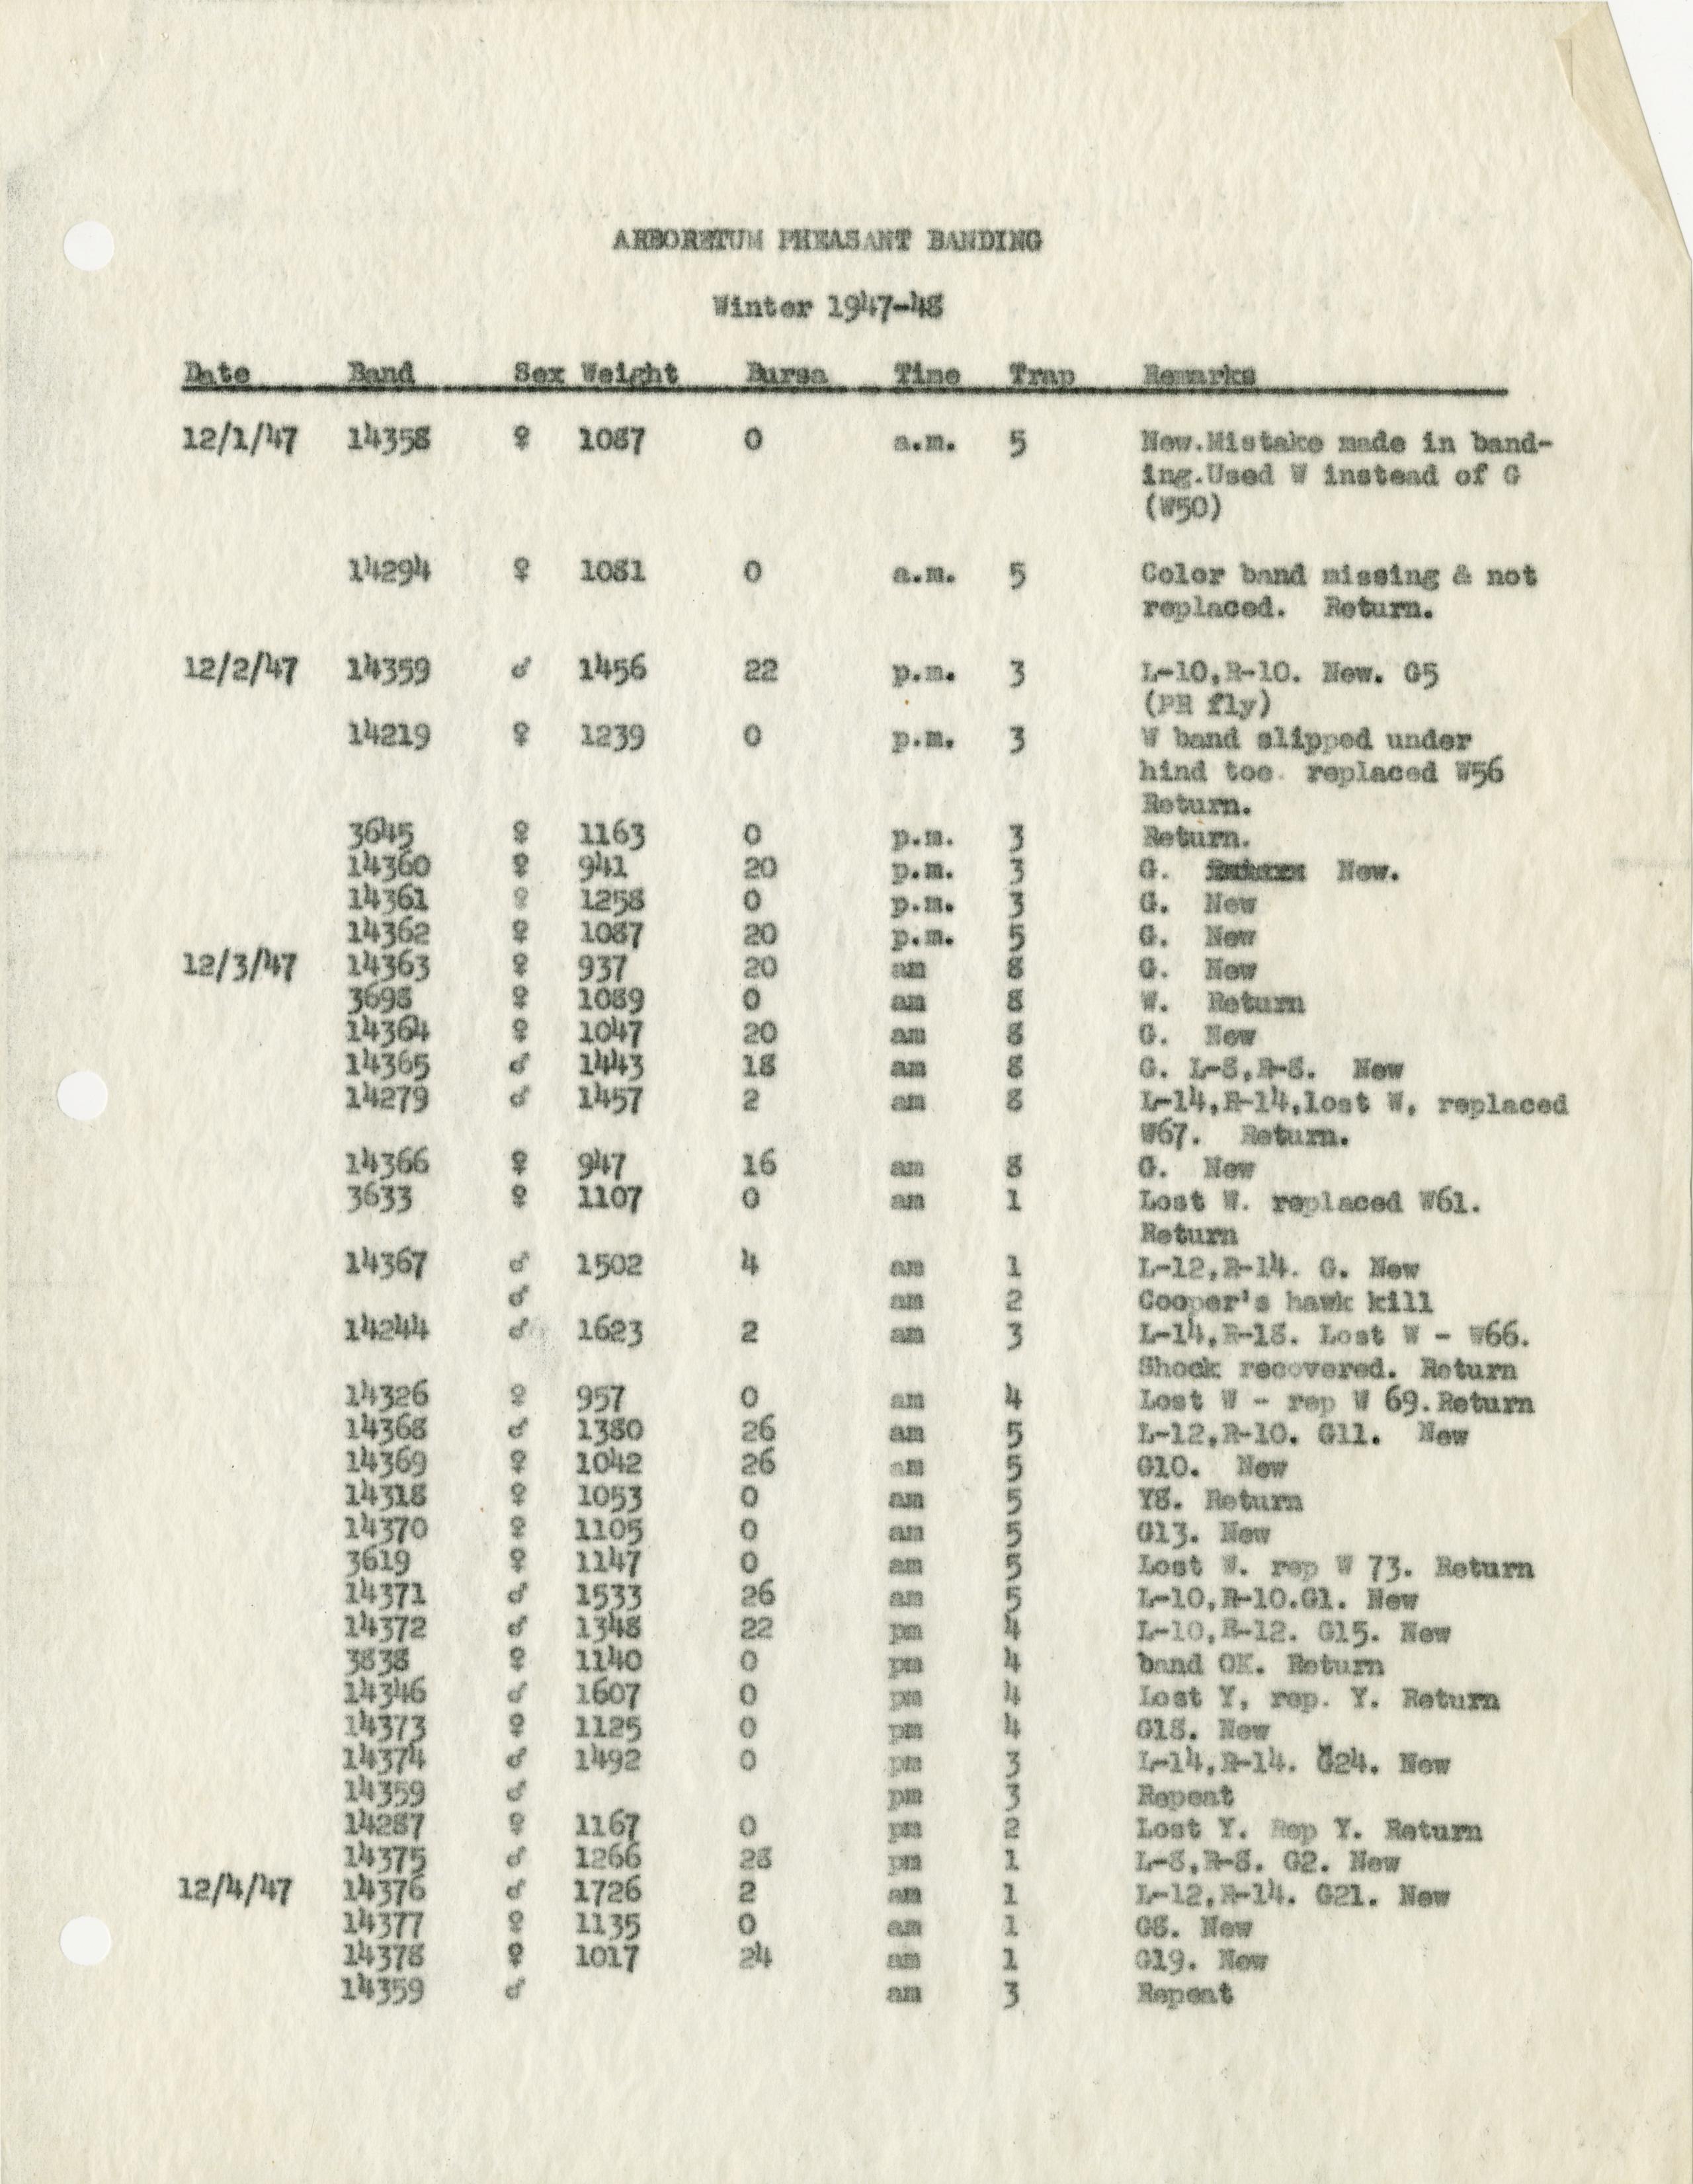 ARBORETUM PHEASANT BANDING
Winter 1947-48
Date Band Sex Weight Bursa Time Trap Remarks
12/1/47 14358 ♀ 1087 0 a.m. 5 New.Mistake made in band-
ing.Used W instead of G
(W50)
14294 ♀ 1081 0 a.m. 5 Color band missing & not
replaced. Return.
12/2/47 14359 ♂ 1456 22 p.m. 3 L-10,R-10. New. G5
(PR fly)
14219 ♀ 1239 0 p.m. 3 W band slipped under
hind toe. replaced W56
Return.
3645 ♀ 1163 0 p.m. 3 Return.
14360 ♀ 941 20 p.m. 3 G. New.
14361 ♀ 1258 0 p.m. 3 G. New
14362 ♀ 1087 20 p.m. 5 G. New
12/3/47 14363 ♀ 937 20 am 8 G. New
3698 ♀ 1089 0 am 8 W. Return
14364 ♀ 1047 20 am 8 G. New
14365 ♂ 1443 18 am 8 G. L-8,R-8. New
14279 ♂ 1457 2 am 8 L-14,R-14,lost W, replaced
W67. Return.
14366 ♀ 947 16 am 8 G. New
3633 ♀ 1107 0 am 1 Lost W. replaced W61.
Return
14367 ♂ 1502 4 am 1 L-12,R-14. G. New
♂ am 2 Cooper's hawk kill
14244 ♂ 1623 2 am 3 L-14,R-18. Lost W - W66.
Shock recovered. Return
14326 ♀ 957 0 am 4 Lost W - rep W 69.Return
14368 ♂ 1380 26 am 5 L-12,R-10. G11. New
14369 ♀ 1042 26 am 5 G10. New
14318 ♀ 1053 0 am 5 Y8. Return
14370 ♀ 1105 0 am 5 G13. New
3619 ♀ 1147 0 am 5 Lost W. rep W 73. Return
14371 ♂ 1533 26 am 5 L-10,R-10.G1. New
14372 ♂ 1348 22 pm 4 L-10,R-12. G15. New
3838 ♀ 1140 0 pm 4 band OK. Return
14346 ♂ 1607 0 pm 4 Lost Y, rep. Y. Return
14373 ♀ 1125 0 pm 4 G18. New
14374 ♂ 1492 0 pm 3 L-14,R-14. G24. New
14359 ♂ pm 3 Repeat
14287 ♀ 1167 0 pm 2 Lost Y. Rep Y. Return
14375 ♂ 1266 28 pm 1 L-8,R-8. G2. New
12/4/47 14376 ♂ 1726 2 am 1 L-12,R-14. G21. New
14377 ♀ 1135 0 am 1 G8. New
14378 ♀ 1017 24 am 1 G19. New
14359 ♂ am 3 Repeat